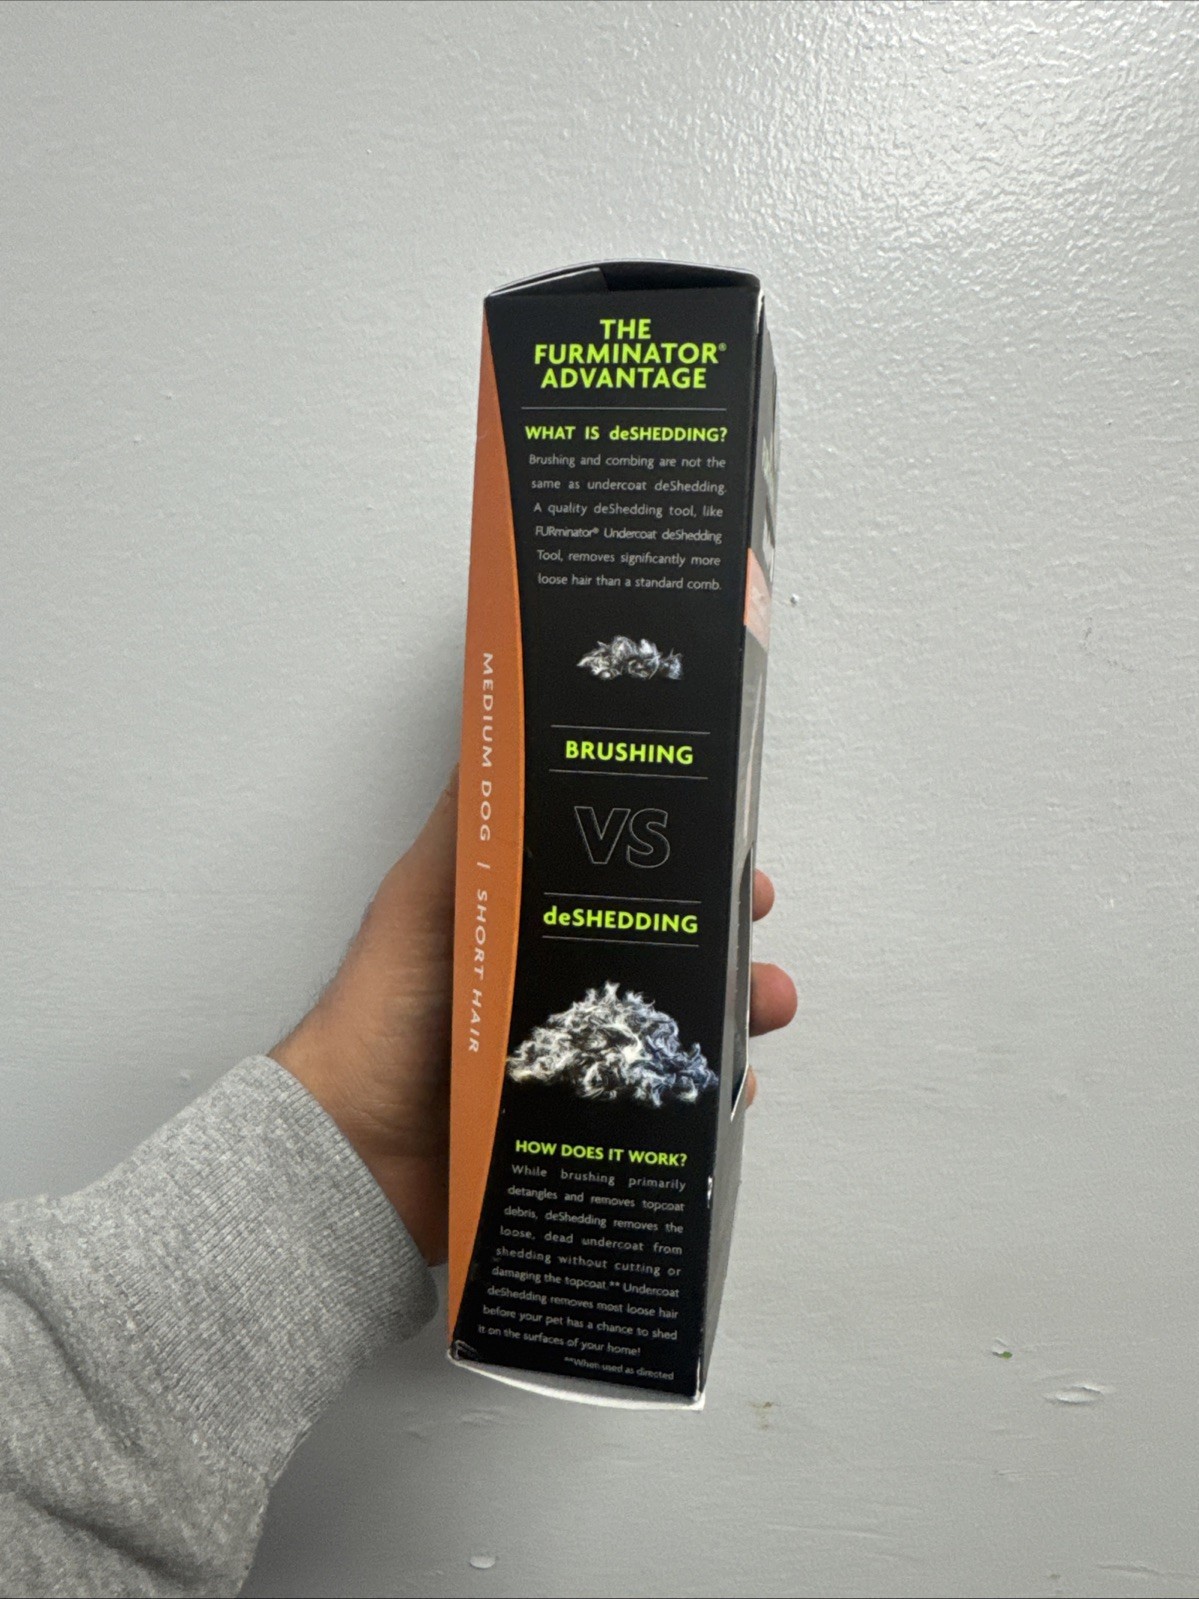 THE
FURMINATOR®
ADVANTAGE
WHAT IS deSHEDDING?
Brushing and combing are not the
same as undercoat deShedding.
A quality deShedding tool, like
FURminator® Undercoat deShedding
Tool, removes significantly more
loose hair than a standard comb.
BRUSHING
VS
deSHEDDING
HOW DOES IT WORK?
While brushing primarily
detangles and removes topcoat
debris, deShedding removes the
loose, dead undercoat from
shedding without cutting or
damaging the topcoat.** Undercoat
deShedding removes most loose hair
before your pet has a chance to shed
it on the surfaces of your home!
**When used as directed
MEDIUM DOG | SHORT HAIR